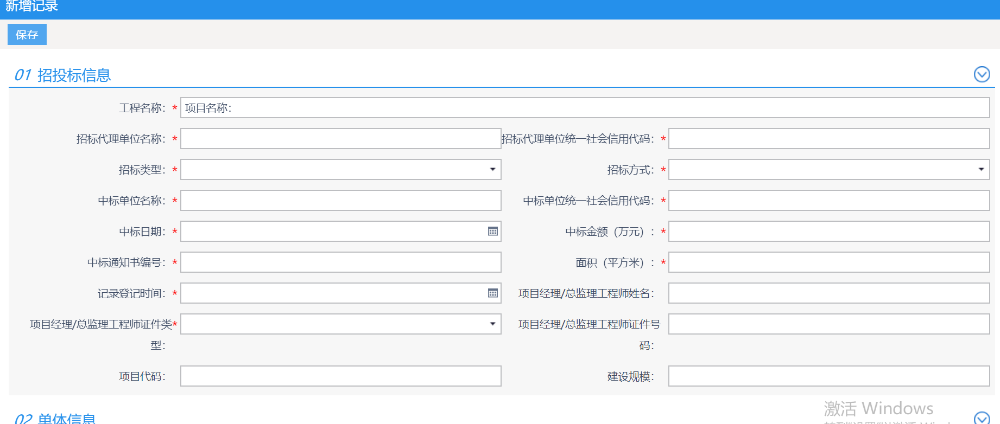 新增记录
保存
01 招投标信息
工程名称：* 项目名称：
招标代理单位名称：* 招标代理单位统一社会信用代码：*
招标类型：* 招标方式：*
中标单位名称：* 中标单位统一社会信用代码：*
中标日期：* 中标金额（万元）：*
中标通知书编号：* 面积（平方米）：*
记录登记时间：* 项目经理/总监理工程师姓名：
项目经理/总监理工程师证件类* 项目经理/总监理工程师证件号
型： 码：
项目代码： 建设规模：
激活 Windows
02 单体信息